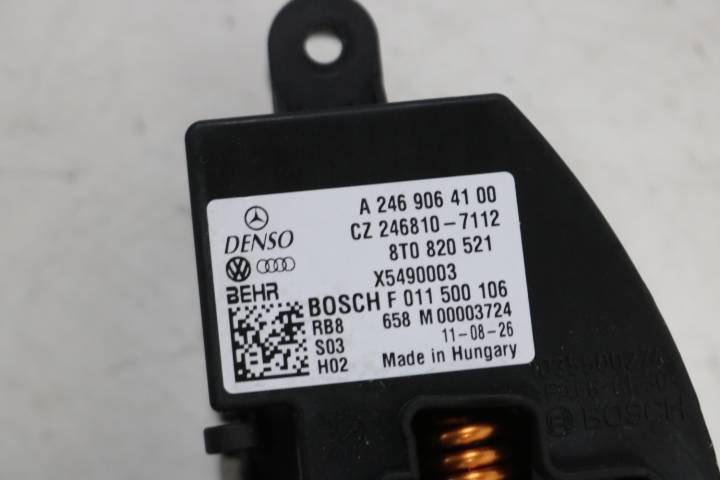 A 246 906 41 00
DENSO
CZ 246810-7112
8T0 820 521
X5490003
BEHR
BOSCH F 011 500 106
RB8
658 M 00003724
S03
11-08-26
H02
Made in Hungary
BOSCH